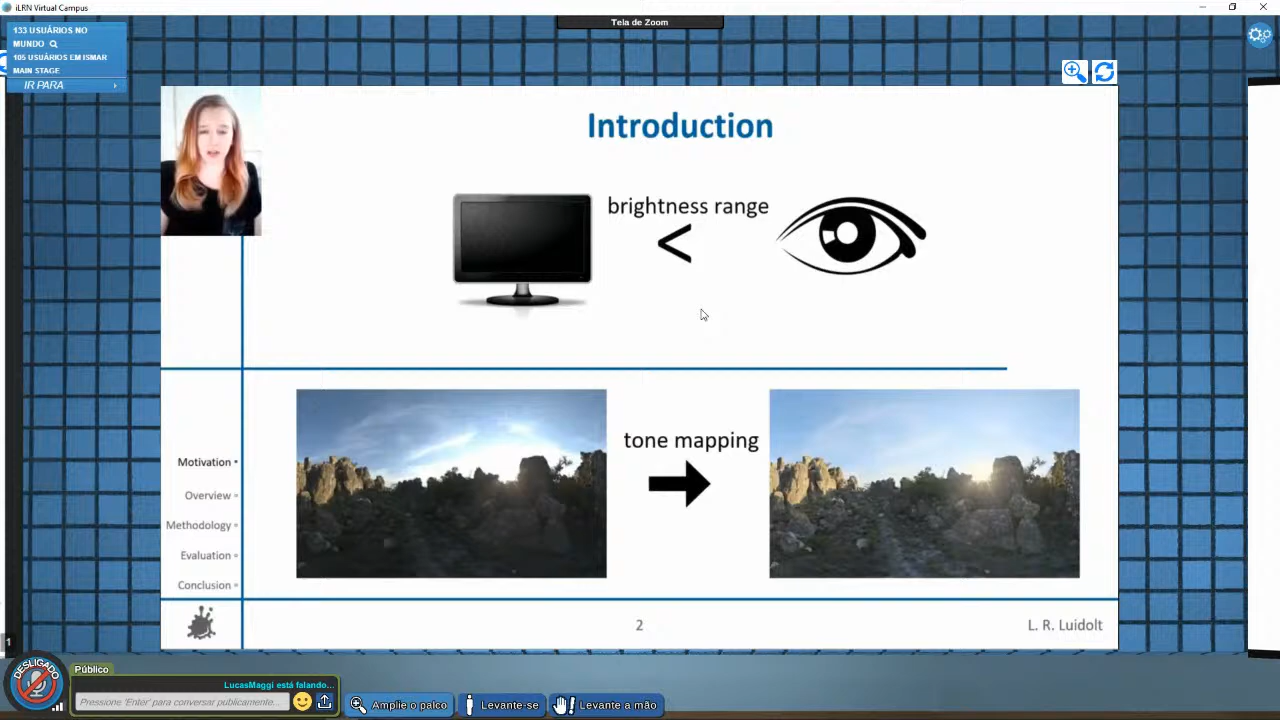 iLRN Virtual Campus
133 USUÁRIOS NO
MUNDO
105 USUÁRIOS EM ISMAR
MAIN STAGE
IR PARA
Tela de Zoom
Introduction
brightness range
<
tone mapping
Motivation
Overview
Methodology
Evaluation
Conclusion
2
L. R. Luidolt
1
DESLIGADO
Público
LucasMaggi está falando...
Pressione 'Enter' para conversar publicamente...
Amplie o palco
Levante-se
Levante a mão